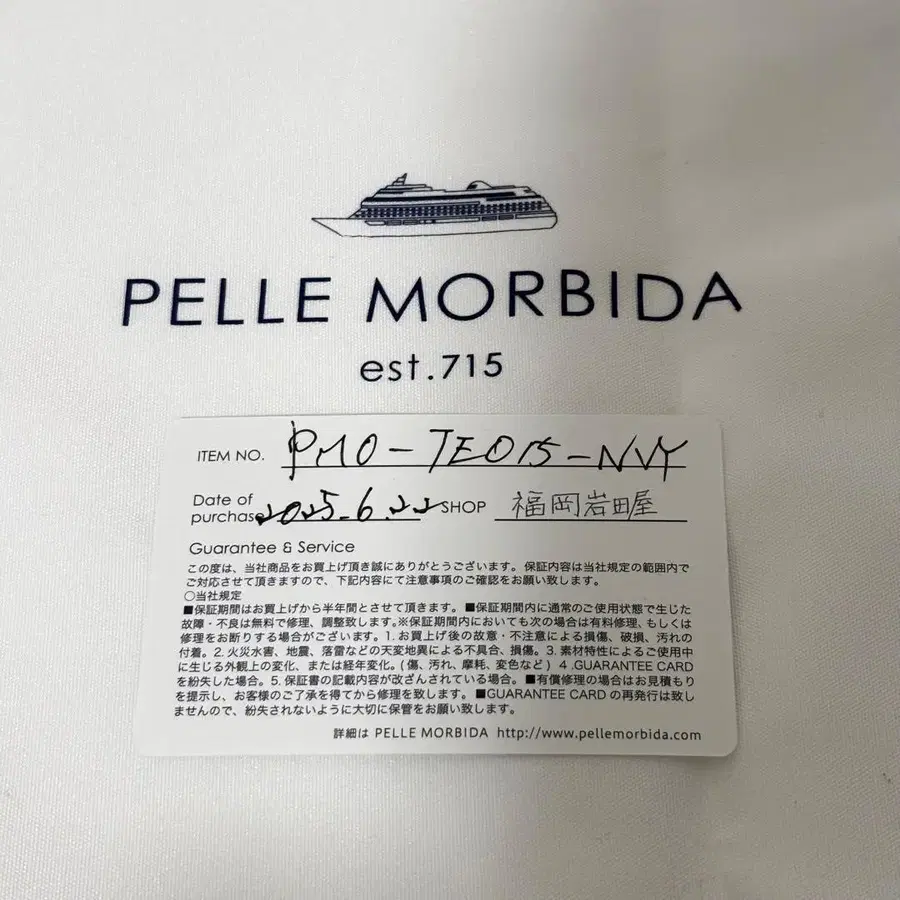 PELLE MORBIDA
est.715
ITEM NO. PMO-TE015-NVY
Date of
purchase 2025.6.22 SHOP 福岡岩田屋
Guarantee & Service
この度は、当社商品をお買上げ頂き誠にありがとうございます。保証内容は当社規定の範囲内で
ご対応させて頂きますので、下記内容にて注意事項のご確認をお願い致します。
○当社規定
■保証期間はお買上げから半年間とさせて頂きます。■保証期間内に通常のご使用状態で生じた
故障・不良は無料で修理、調整致します。※保証期間内においても次の場合は有料修理、もしくは
修理をお断りする場合がございます。1.お買上げ後の故意・不注意による損傷、破損、汚れの
付着。2.火災水害、地震、落雷などの天変地異による不具合、損傷。3.素材特性によるご使用中
に生じる外観上の変化、または経年変化。(傷、汚れ、摩耗、変色など) 4.GUARANTEE CARD
を紛失した場合。5.保証書の記載内容が改ざんされている場合。■有償修理の場合はお見積もり
を提示し、お客様のご了承を得てから修理を致します。■GUARANTEE CARD の再発行は致し
ませんので、紛失されないように大切に保管をお願い致します。
詳細は PELLE MORBIDA http://www.pellemorbida.com